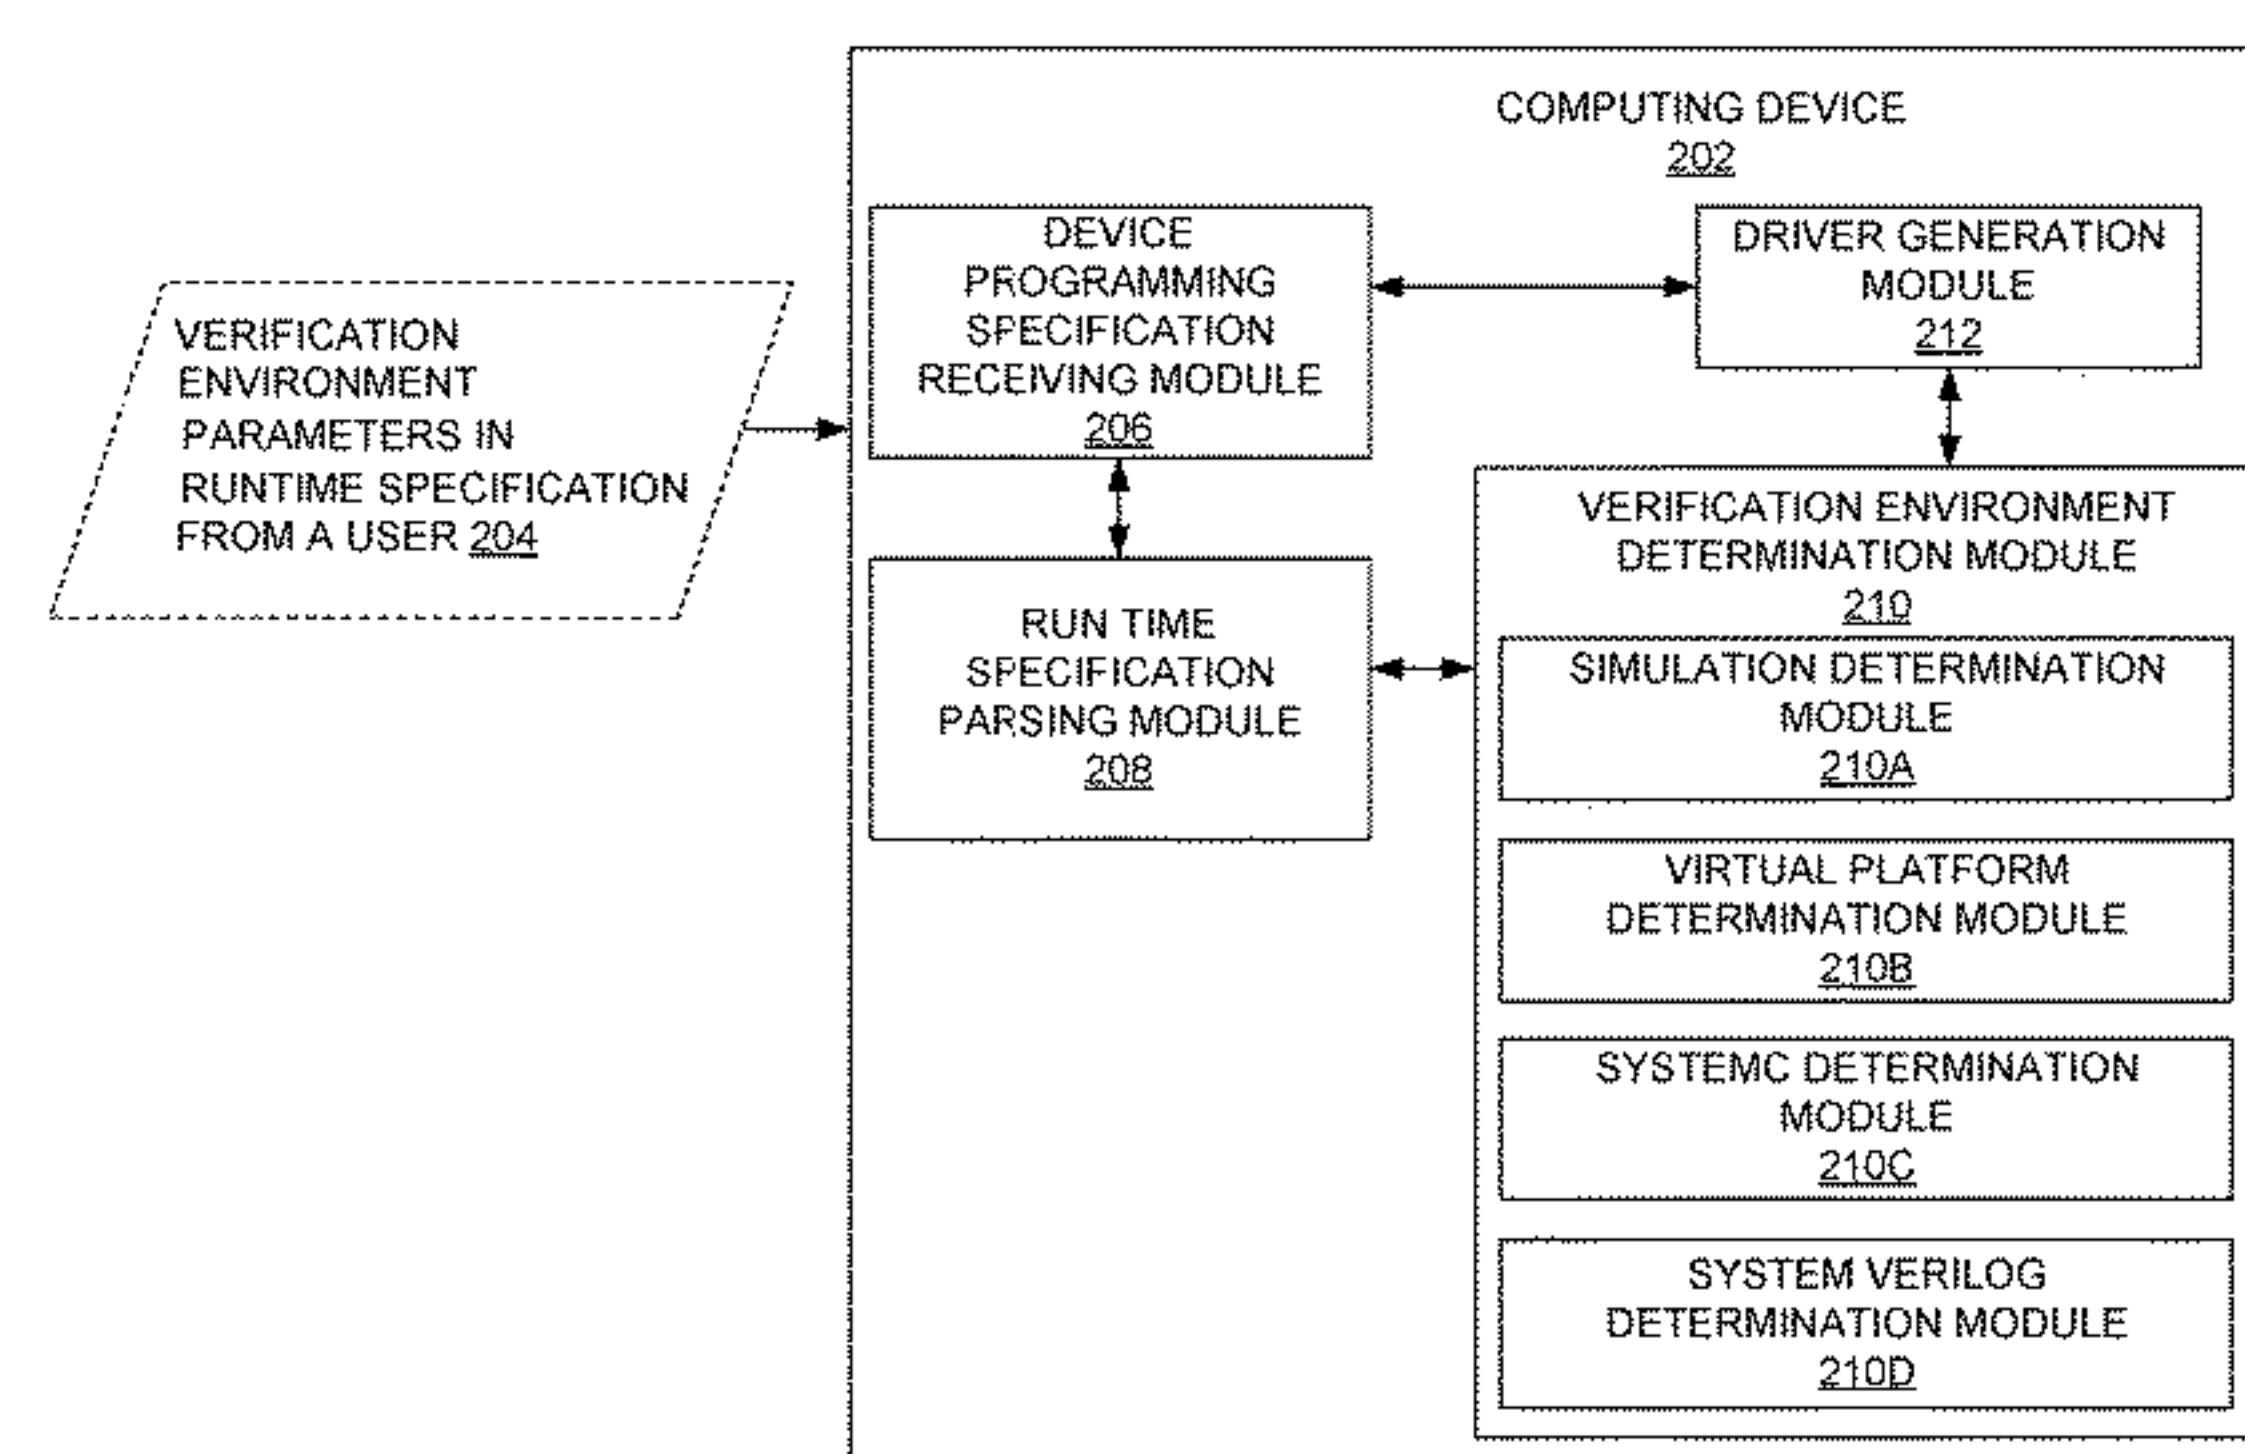 COMPUTING DEVICE
202
DEVICE
PROGRAMMING
SPECIFICATION
RECEIVING MODULE
206
DRIVER GENERATION
MODULE
212
VERIFICATION
ENVIRONMENT
PARAMETERS IN
RUNTIME SPECIFICATION
FROM A USER 204
RUN TIME
SPECIFICATION
PARSING MODULE
208
VERIFICATION ENVIRONMENT
DETERMINATION MODULE
210
SIMULATION DETERMINATION
MODULE
210A
VIRTUAL PLATFORM
DETERMINATION MODULE
210B
SYSTEMC DETERMINATION
MODULE
210C
SYSTEM VERILOG
DETERMINATION MODULE
210D